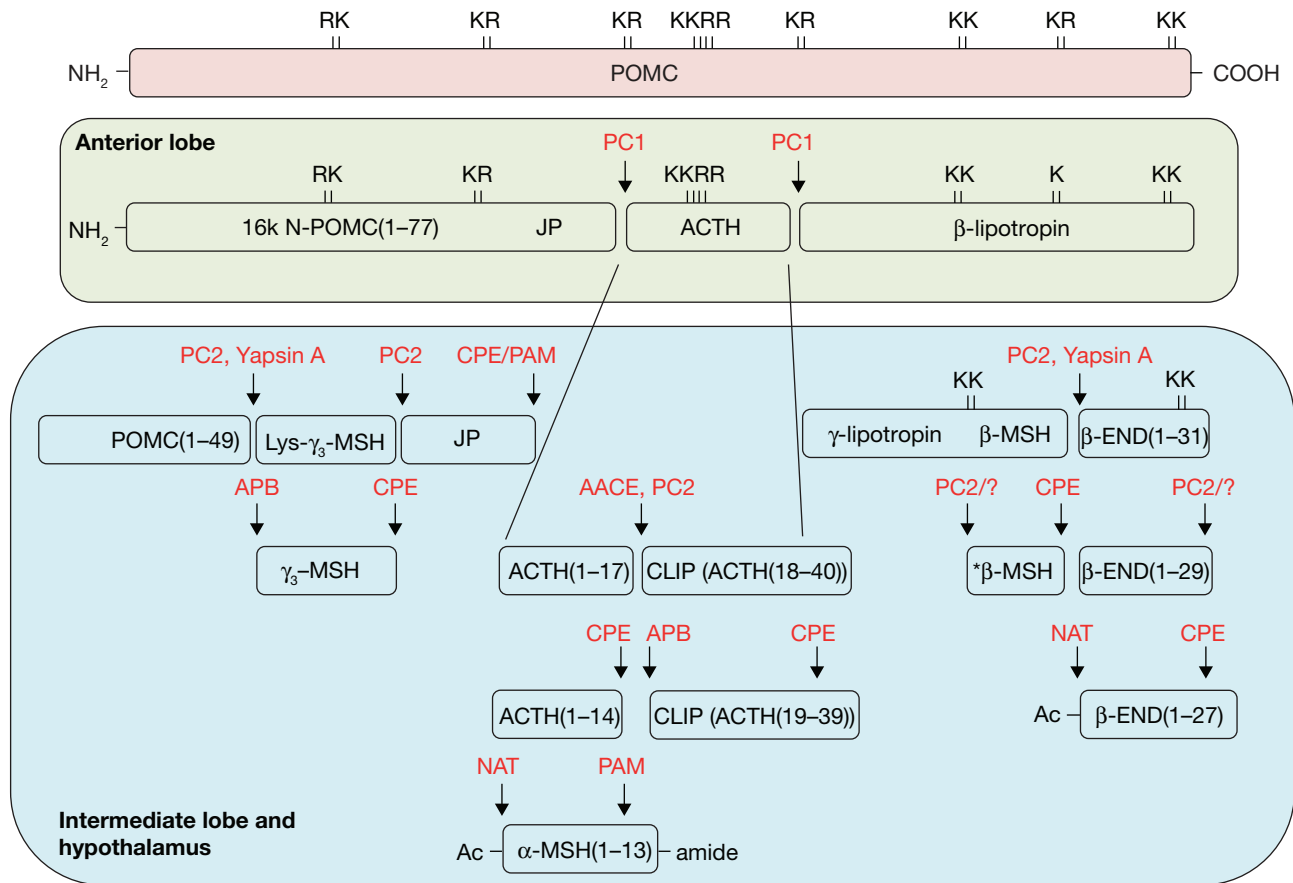 RK KR KR KKRR KR KK KR KK
NH₂ POMC COOH
Anterior lobe
PC1 PC1
RK KR KKRR KK K KK
NH₂ 16k N-POMC(1–77) JP ACTH β-lipotropin
PC2, Yapsin A PC2 CPE/PAM PC2, Yapsin A
KK KK
POMC(1–49) Lys-γ₃-MSH JP γ-lipotropin β-MSH β-END(1–31)
APB CPE AACE, PC2 PC2/? CPE PC2/?
γ₃–MSH ACTH(1–17) CLIP (ACTH(18–40)) *β-MSH β-END(1–29)
CPE APB CPE NAT CPE
ACTH(1–14) CLIP (ACTH(19–39)) Ac β-END(1–27)
NAT PAM
Intermediate lobe and
hypothalamus
Ac α-MSH(1–13) amide